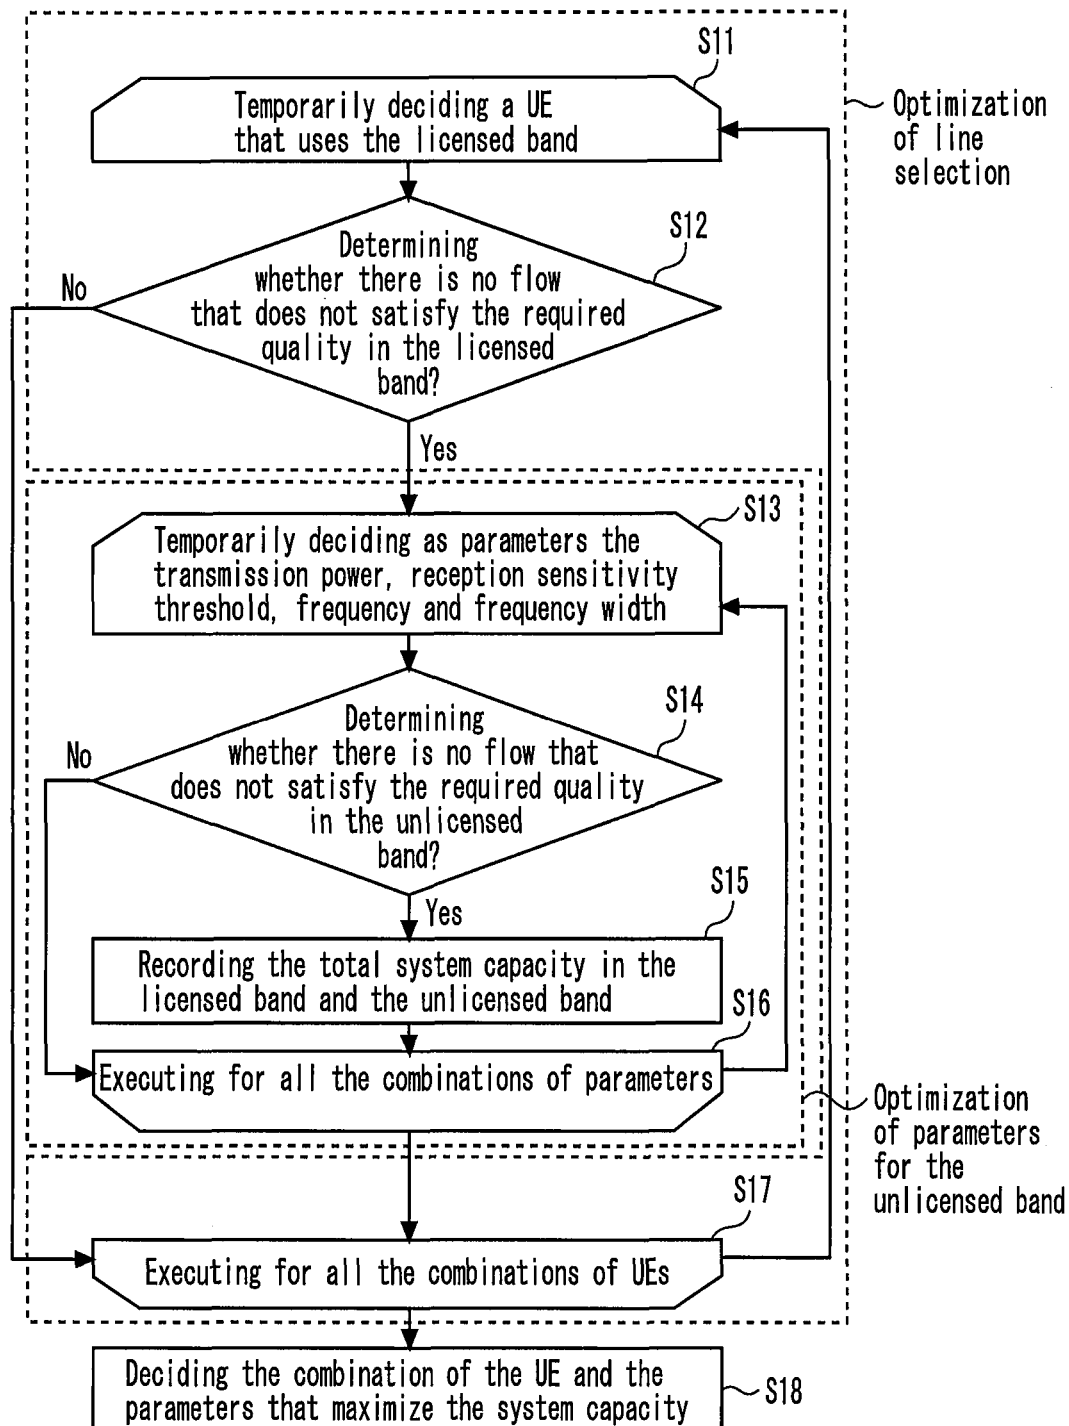 S11
Temporarily deciding a UE
that uses the licensed band
Optimization
of line
selection
S12
Determining
whether there is no flow
that does not satisfy the required
quality in the licensed
band?
No
Yes
S13
Temporarily deciding as parameters the
transmission power, reception sensitivity
threshold, frequency and frequency width
S14
Determining
whether there is no flow that
does not satisfy the required quality
in the unlicensed
band?
No
Yes
S15
Recording the total system capacity in the
licensed band and the unlicensed band
S16
Executing for all the combinations of parameters
Optimization
of parameters
for the
unlicensed band
S17
Executing for all the combinations of UEs
Deciding the combination of the UE and the
parameters that maximize the system capacity
S18